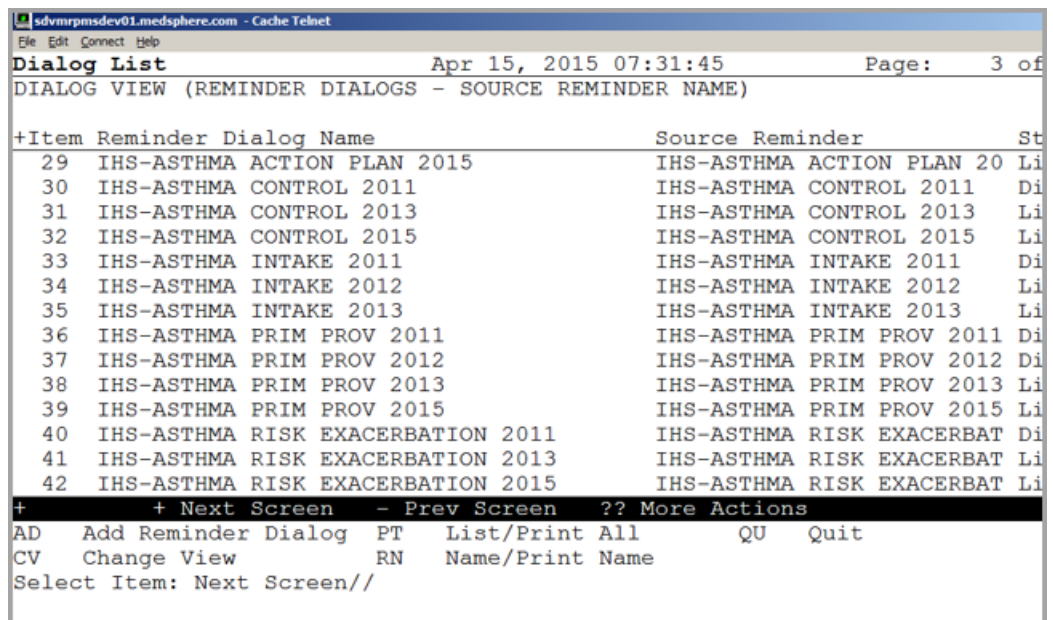 sdvmrpmsdev01.medsphere.com - Cache Telnet
File Edit Connect Help
Dialog List Apr 15, 2015 07:31:45 Page: 3 of
DIALOG VIEW (REMINDER DIALOGS - SOURCE REMINDER NAME)
+Item Reminder Dialog Name Source Reminder St
29 IHS-ASTHMA ACTION PLAN 2015 IHS-ASTHMA ACTION PLAN 20 Li
30 IHS-ASTHMA CONTROL 2011 IHS-ASTHMA CONTROL 2011 Di
31 IHS-ASTHMA CONTROL 2013 IHS-ASTHMA CONTROL 2013 Li
32 IHS-ASTHMA CONTROL 2015 IHS-ASTHMA CONTROL 2015 Li
33 IHS-ASTHMA INTAKE 2011 IHS-ASTHMA INTAKE 2011 Di
34 IHS-ASTHMA INTAKE 2012 IHS-ASTHMA INTAKE 2012 Li
35 IHS-ASTHMA INTAKE 2013 IHS-ASTHMA INTAKE 2013 Li
36 IHS-ASTHMA PRIM PROV 2011 IHS-ASTHMA PRIM PROV 2011 Di
37 IHS-ASTHMA PRIM PROV 2012 IHS-ASTHMA PRIM PROV 2012 Di
38 IHS-ASTHMA PRIM PROV 2013 IHS-ASTHMA PRIM PROV 2013 Li
39 IHS-ASTHMA PRIM PROV 2015 IHS-ASTHMA PRIM PROV 2015 Li
40 IHS-ASTHMA RISK EXACERBATION 2011 IHS-ASTHMA RISK EXACERBAT Di
41 IHS-ASTHMA RISK EXACERBATION 2013 IHS-ASTHMA RISK EXACERBAT Li
42 IHS-ASTHMA RISK EXACERBATION 2015 IHS-ASTHMA RISK EXACERBAT Li
+ + Next Screen - Prev Screen ?? More Actions
AD Add Reminder Dialog PT List/Print All QU Quit
CV Change View RN Name/Print Name
Select Item: Next Screen//